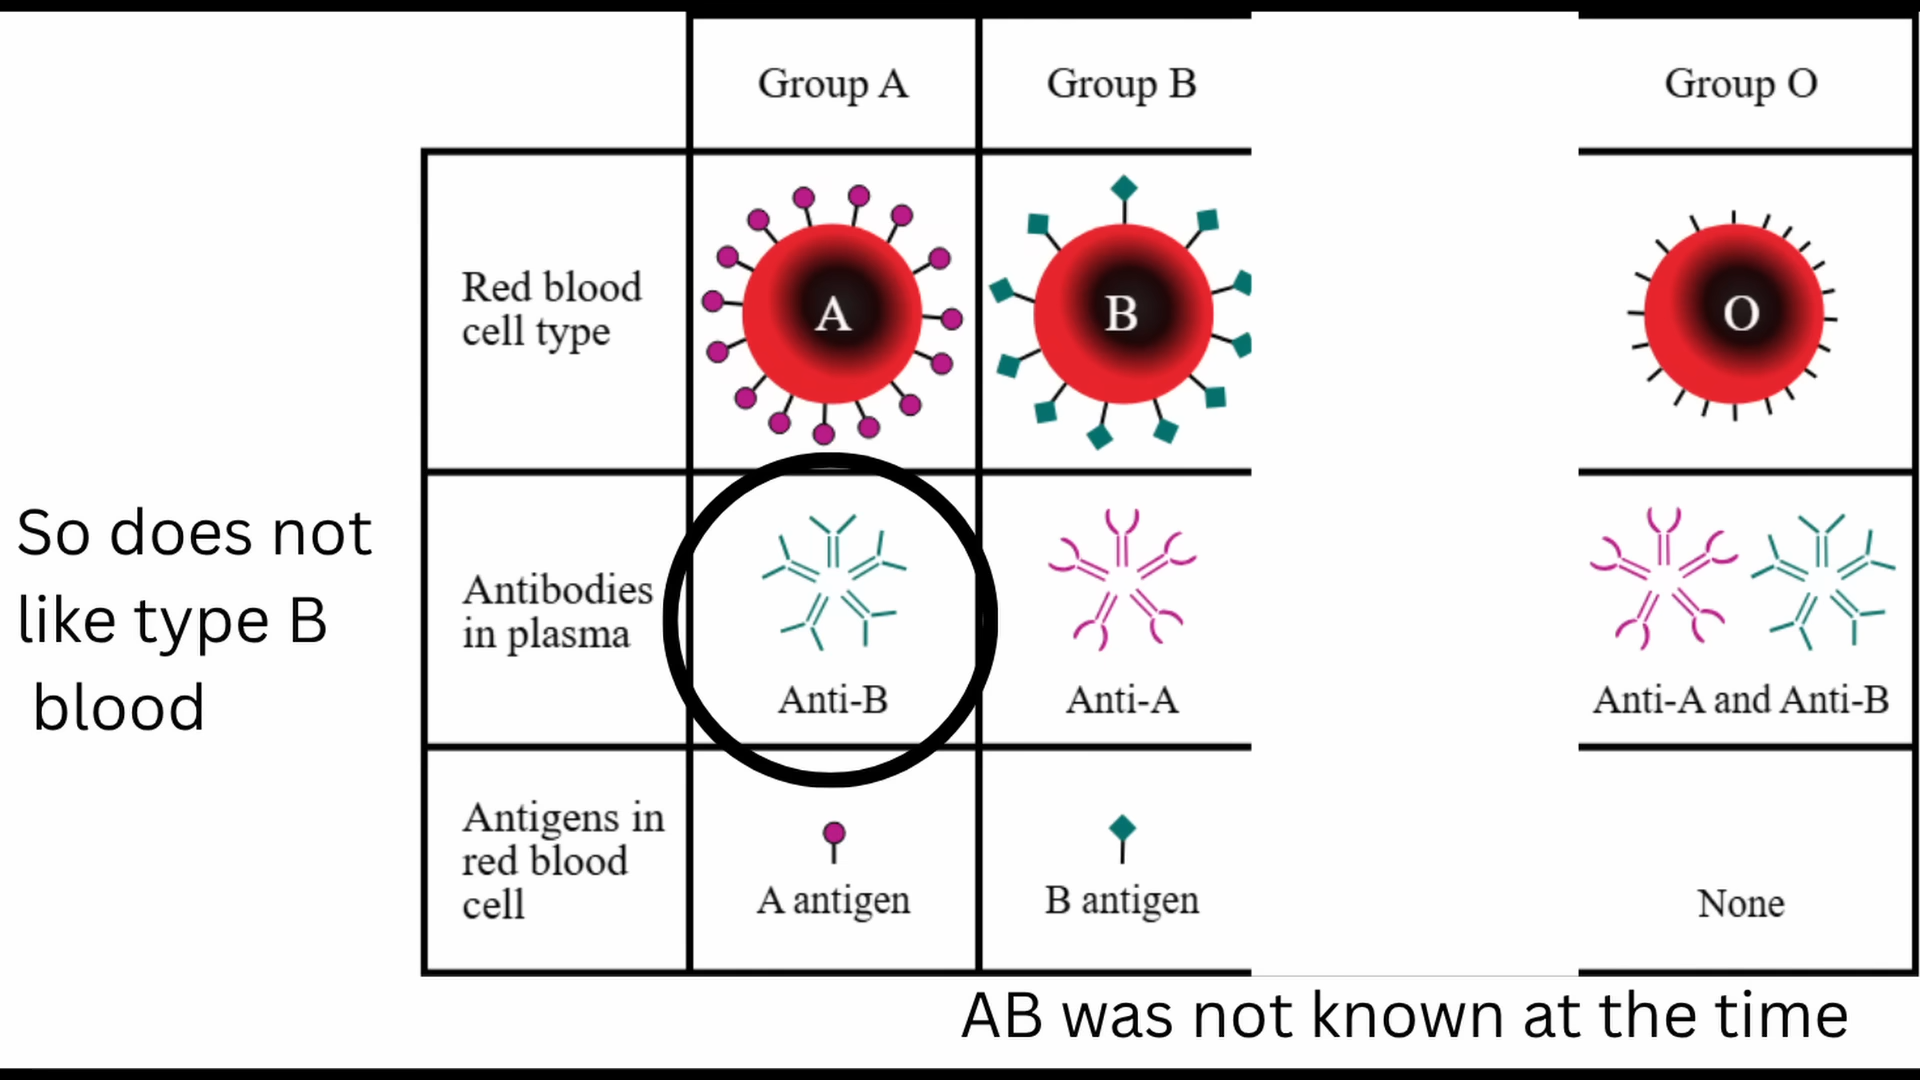 Group A
Group B
Group O
Red blood
cell type
A
B
O
So does not
like type B
blood
Antibodies
in plasma
Anti-B
Anti-A
Anti-A and Anti-B
Antigens in
red blood
cell
A antigen
B antigen
None
AB was not known at the time